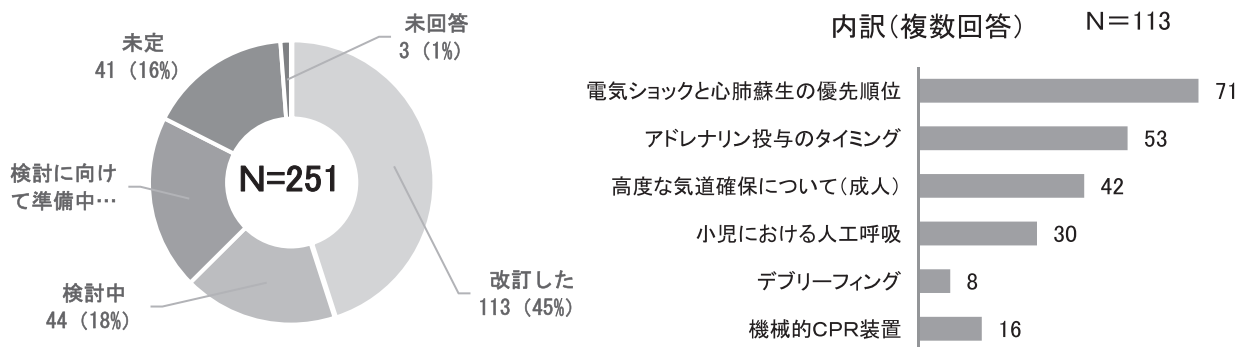 未回答
3（1%）
未定
41（16%）
検討に向け
て準備中…
N=251
検討中
44（18%）
改訂した
113（45%）
内訳（複数回答）　N＝113
電気ショックと心肺蘇生の優先順位　71
アドレナリン投与のタイミング　53
高度な気道確保について（成人）　42
小児における人工呼吸　30
デブリーフィング　8
機械的CPR装置　16